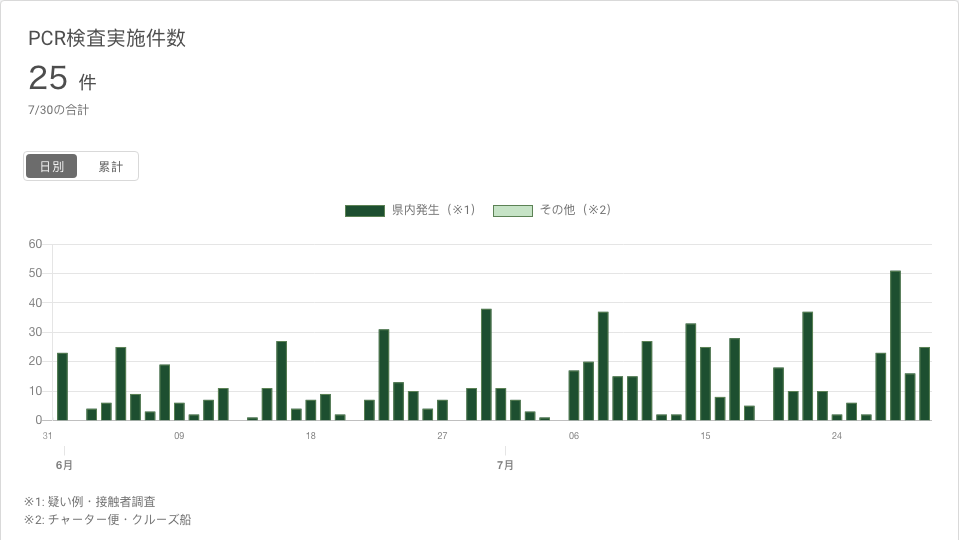 PCR検査実施件数
25 件
7/30の合計
日別 累計
県内発生（※1） その他（※2）
60
50
40
30
20
10
0
31 09 18 27 06 15 24
6月 7月
※1: 疑い例・接触者調査
※2: チャーター便・クルーズ船